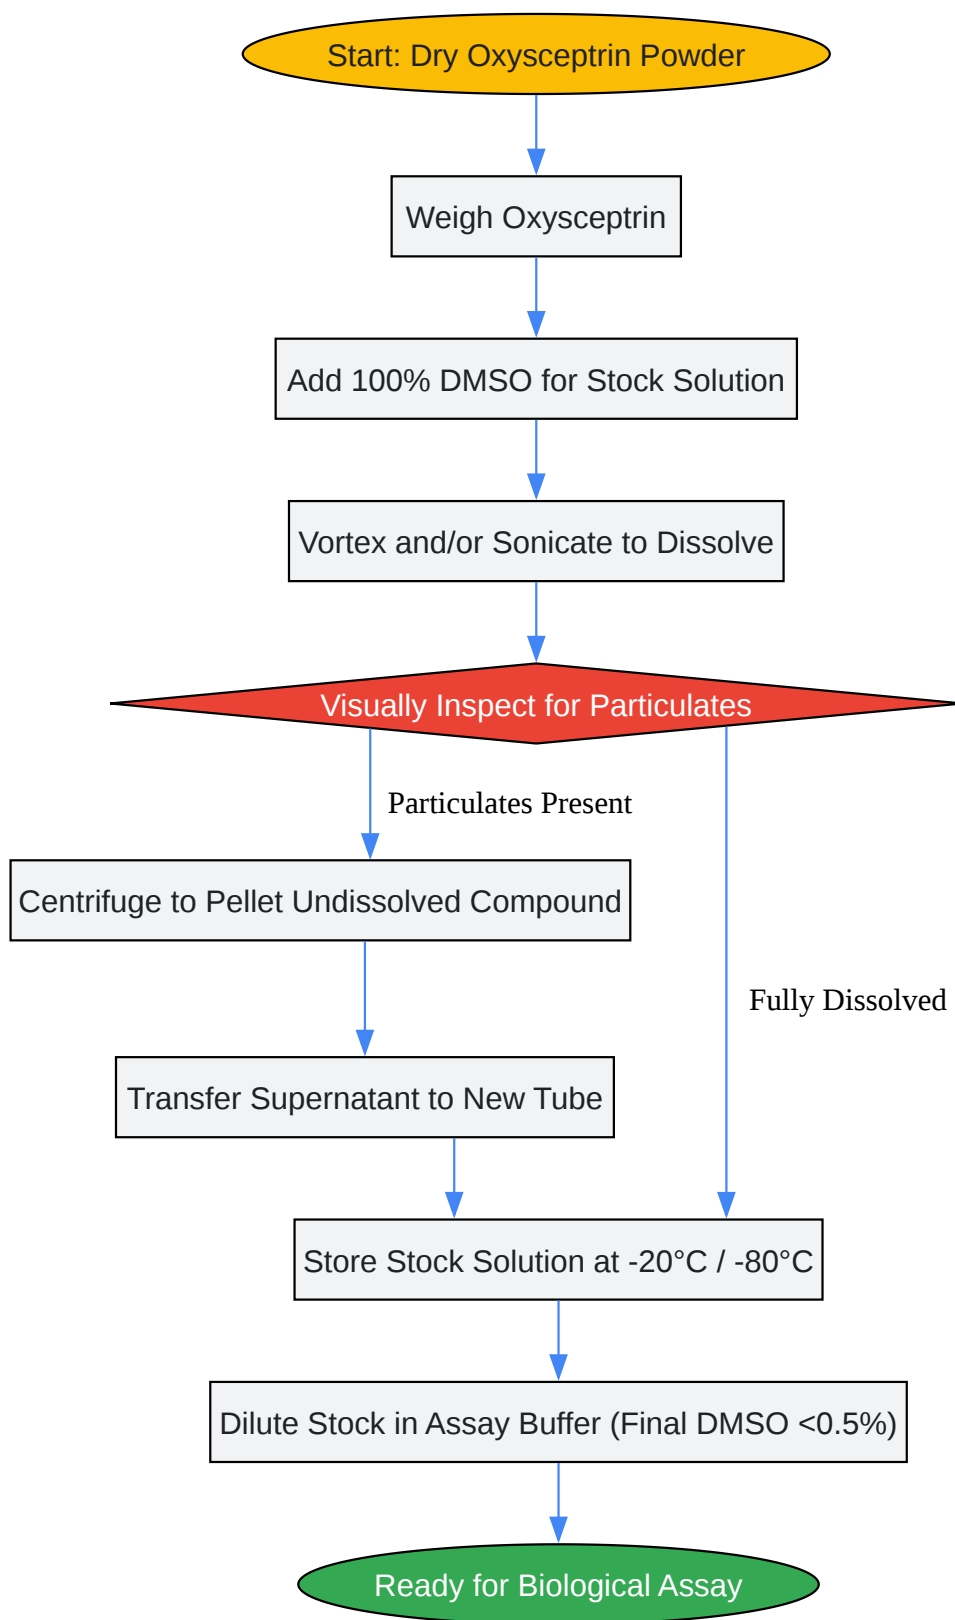 Start: Dry Oxysceptrin Powder
Weigh Oxysceptrin
Add 100% DMSO for Stock Solution
Vortex and/or Sonicate to Dissolve
Visually Inspect for Particulates
Particulates Present
Centrifuge to Pellet Undissolved Compound
Fully Dissolved
Transfer Supernatant to New Tube
Store Stock Solution at -20°C / -80°C
Dilute Stock in Assay Buffer (Final DMSO <0.5%)
Ready for Biological Assay